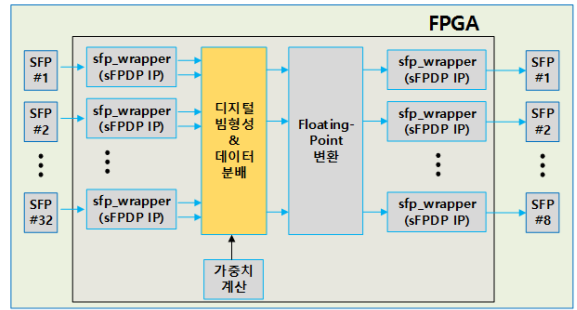 FPGA
SFP
#1
sfp_wrapper
(sFPDP IP)
SFP
#2
sfp_wrapper
(sFPDP IP)
SFP
#32
sfp_wrapper
(sFPDP IP)
디지털
빔형성
&
데이터
분배
가중치
계산
Floating-
Point
변환
sfp_wrapper
(sFPDP IP)
SFP
#1
sfp_wrapper
(sFPDP IP)
SFP
#2
sfp_wrapper
(sFPDP IP)
SFP
#8